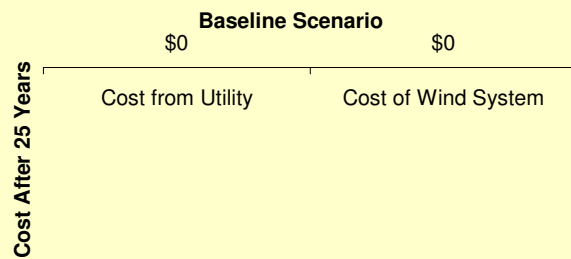 Baseline Scenario
$0 $0
Cost from Utility Cost of Wind System
Cost After 25 Years